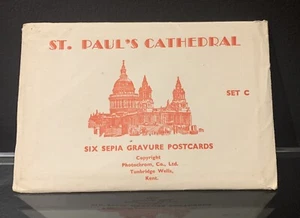 ST. PAUL'S CATHEDRAL
SET C
SIX SEPIA GRAVURE POSTCARDS
Copyright
Photochrom, Co., Ltd.
Tunbridge Wells,
Kent.